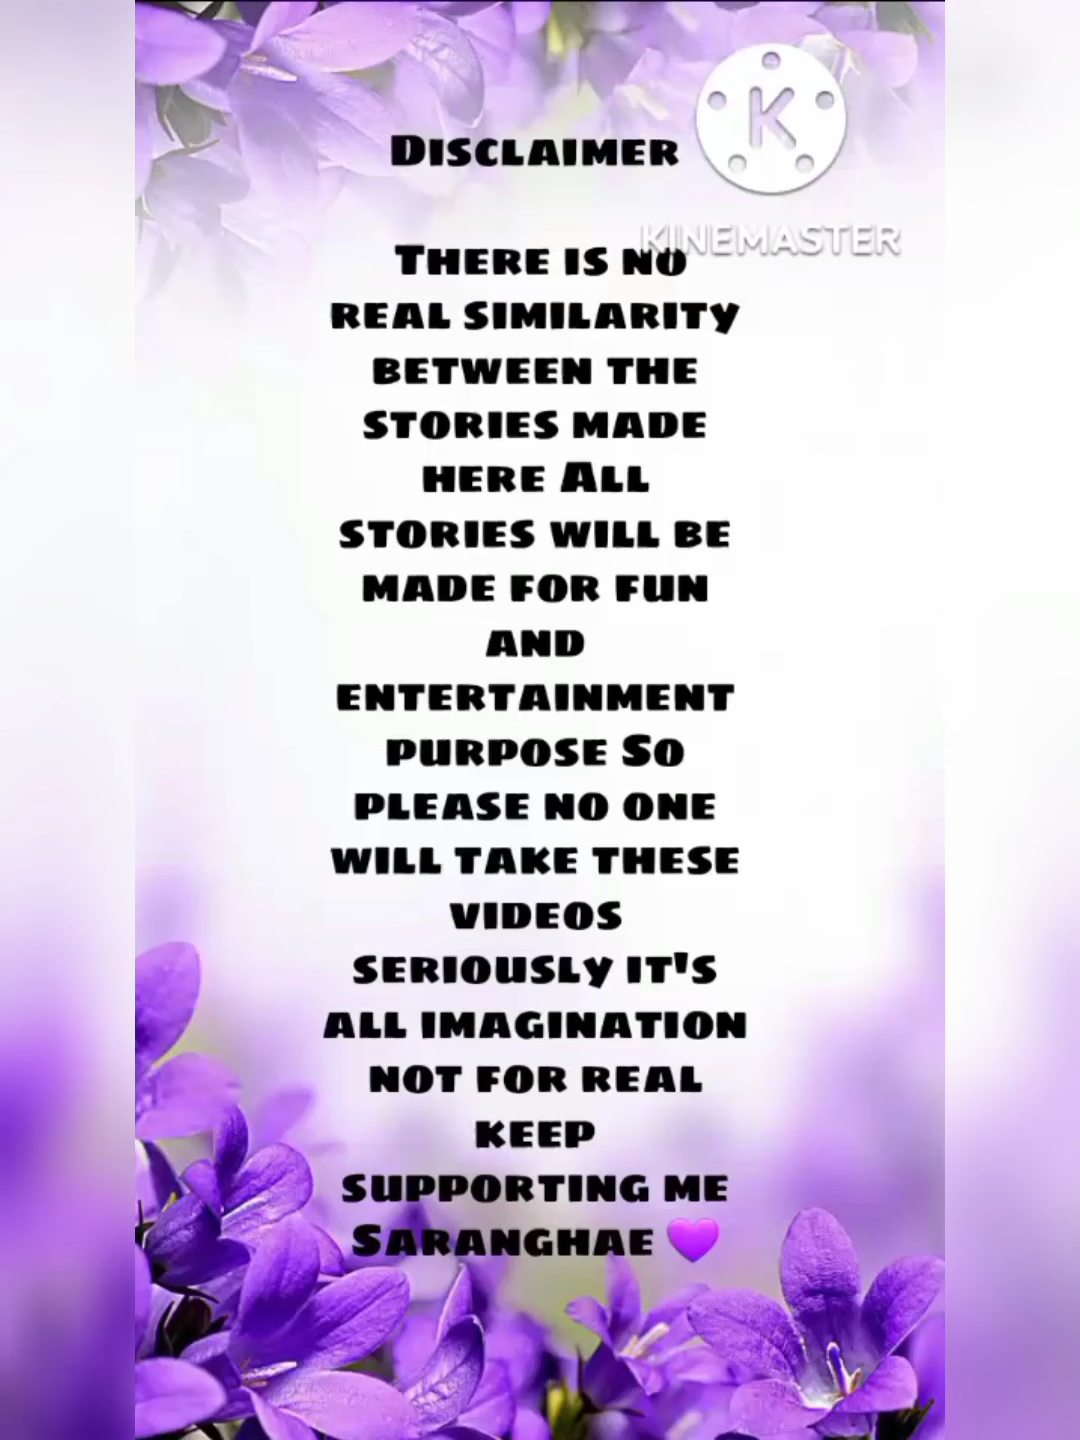 Disclaimer
K
KINEMASTER
There is no
real Similarity
between the
stories made
here All
stories will be
made for fun
and
entertainment
purpose So
please no one
will take these
videos
seriously it's
all imagination
not for real
keep
supporting me
Saranghae 💜